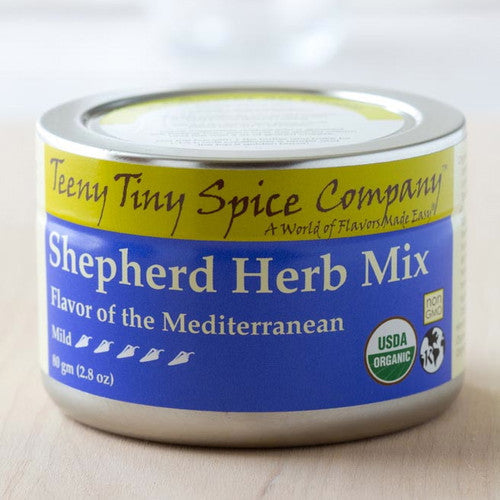 Teeny Tiny Spice Company™
A World of Flavors Made Easy®
Shepherd Herb Mix
Flavor of the Mediterranean
Mild
80 gm (2.8 oz)
non
GMO
USDA
ORGANIC
K